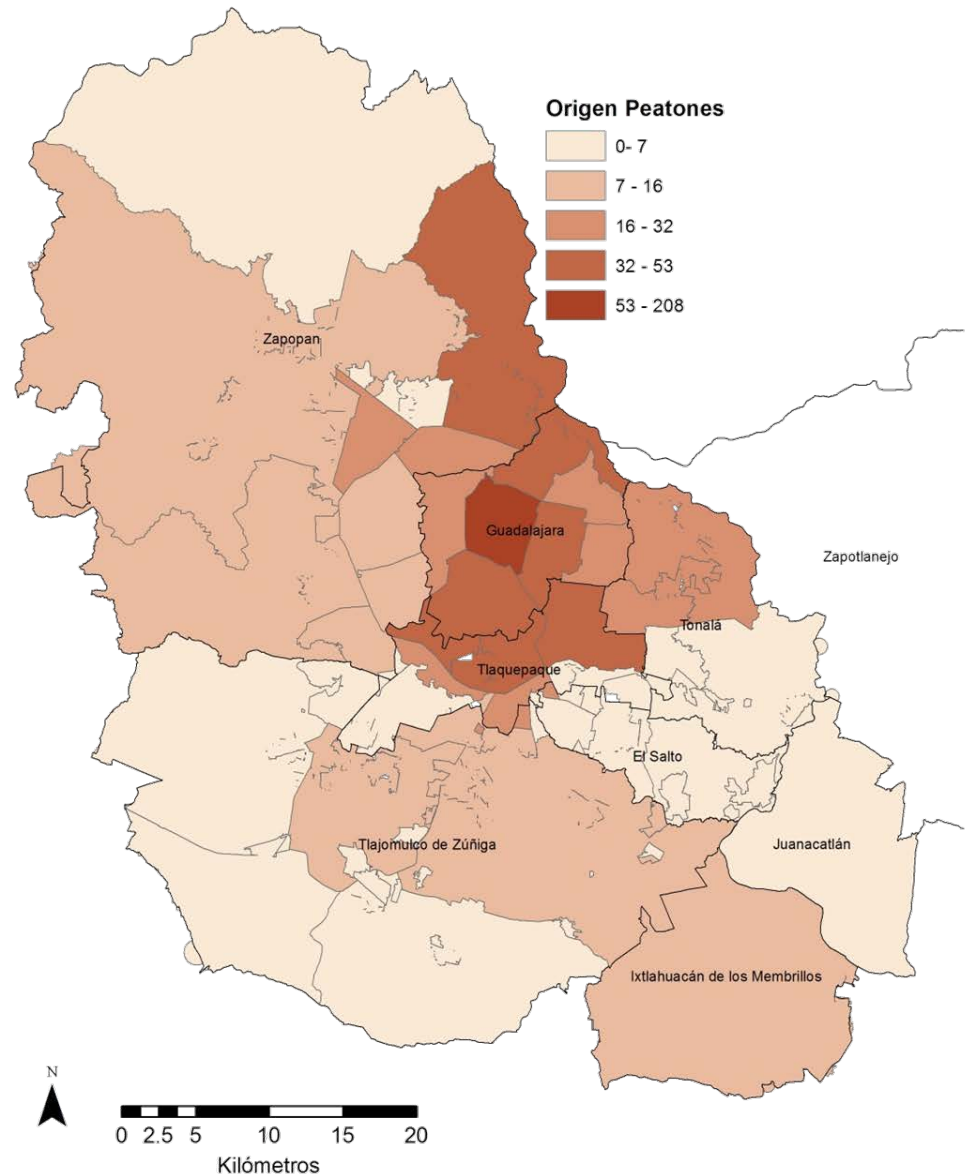 Origen Peatones
0- 7
7 - 16
16 - 32
32 - 53
53 - 208
Zapopan
Guadalajara
Zapotlanejo
Tonalá
Tlaquepaque
El Salto
Tlajomulco de Zúñiga
Juanacatlán
Ixtlahuacán de los Membrillos
N
0 2.5 5 10 15 20
Kilómetros